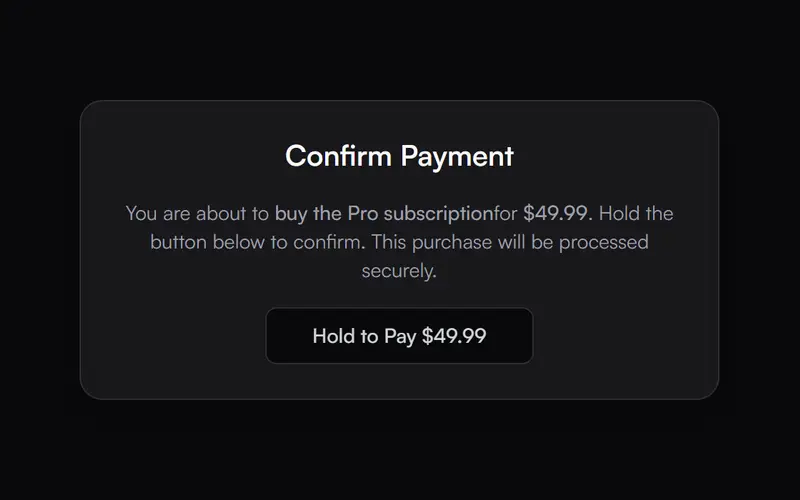 Confirm Payment
You are about to buy the Pro subscriptionfor $49.99. Hold the
button below to confirm. This purchase will be processed
securely.
Hold to Pay $49.99